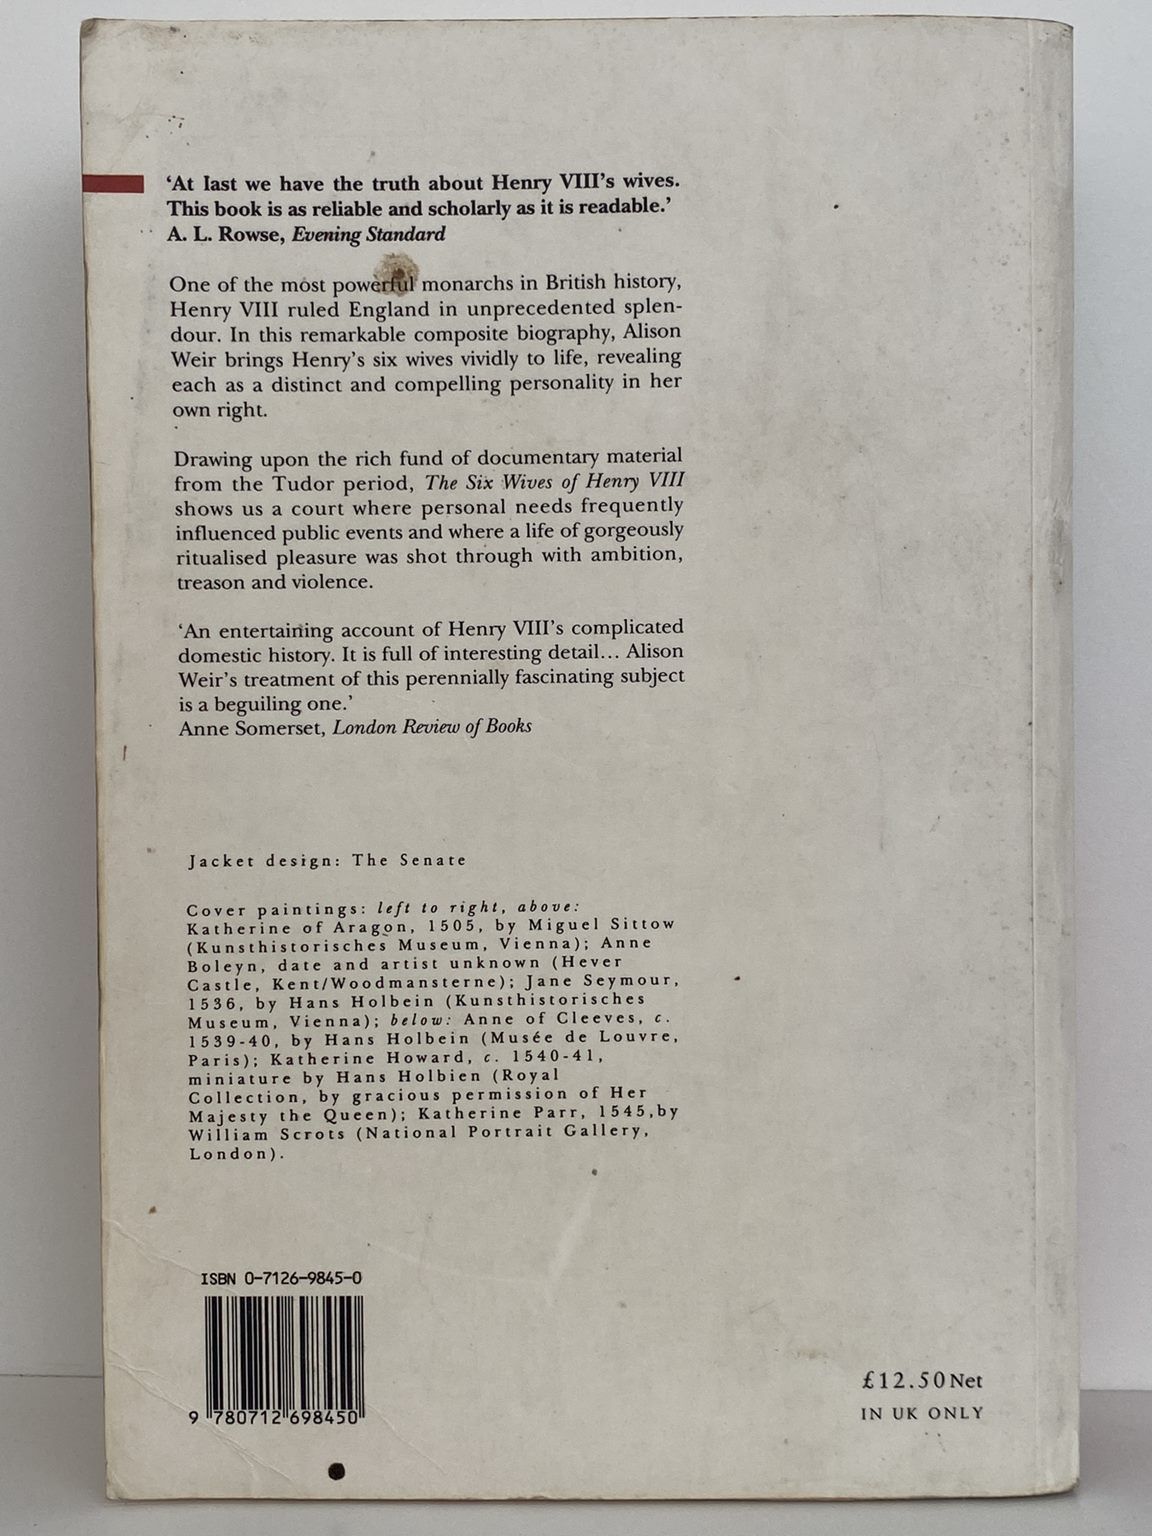 ‘At last we have the truth about Henry VIII’s wives.
This book is as reliable and scholarly as it is readable.’
A. L. Rowse, Evening Standard
One of the most powerful monarchs in British history,
Henry VIII ruled England in unprecedented splen-
dour. In this remarkable composite biography, Alison
Weir brings Henry’s six wives vividly to life, revealing
each as a distinct and compelling personality in her
own right.
Drawing upon the rich fund of documentary material
from the Tudor period, The Six Wives of Henry VIII
shows us a court where personal needs frequently
influenced public events and where a life of gorgeously
ritualised pleasure was shot through with ambition,
treason and violence.
‘An entertaining account of Henry VIII’s complicated
domestic history. It is full of interesting detail... Alison
Weir’s treatment of this perennially fascinating subject
is a beguiling one.’
Anne Somerset, London Review of Books
Jacket design: The Senate
Cover paintings: left to right, above:
Katherine of Aragon, 1505, by Miguel Sittow
(Kunsthistorisches Museum, Vienna); Anne
Boleyn, date and artist unknown (Hever
Castle, Kent/Woodmansterne); Jane Seymour,
1536, by Hans Holbein (Kunsthistorisches
Museum, Vienna); below: Anne of Cleeves, c.
1539-40, by Hans Holbein (Musée de Louvre,
Paris); Katherine Howard, c. 1540-41,
miniature by Hans Holbien (Royal
Collection, by gracious permission of Her
Majesty the Queen); Katherine Parr, 1545,by
William Scrots (National Portrait Gallery,
London).
ISBN 0-7126-9845-0
9 780712 698450
£12.50 Net
IN UK ONLY